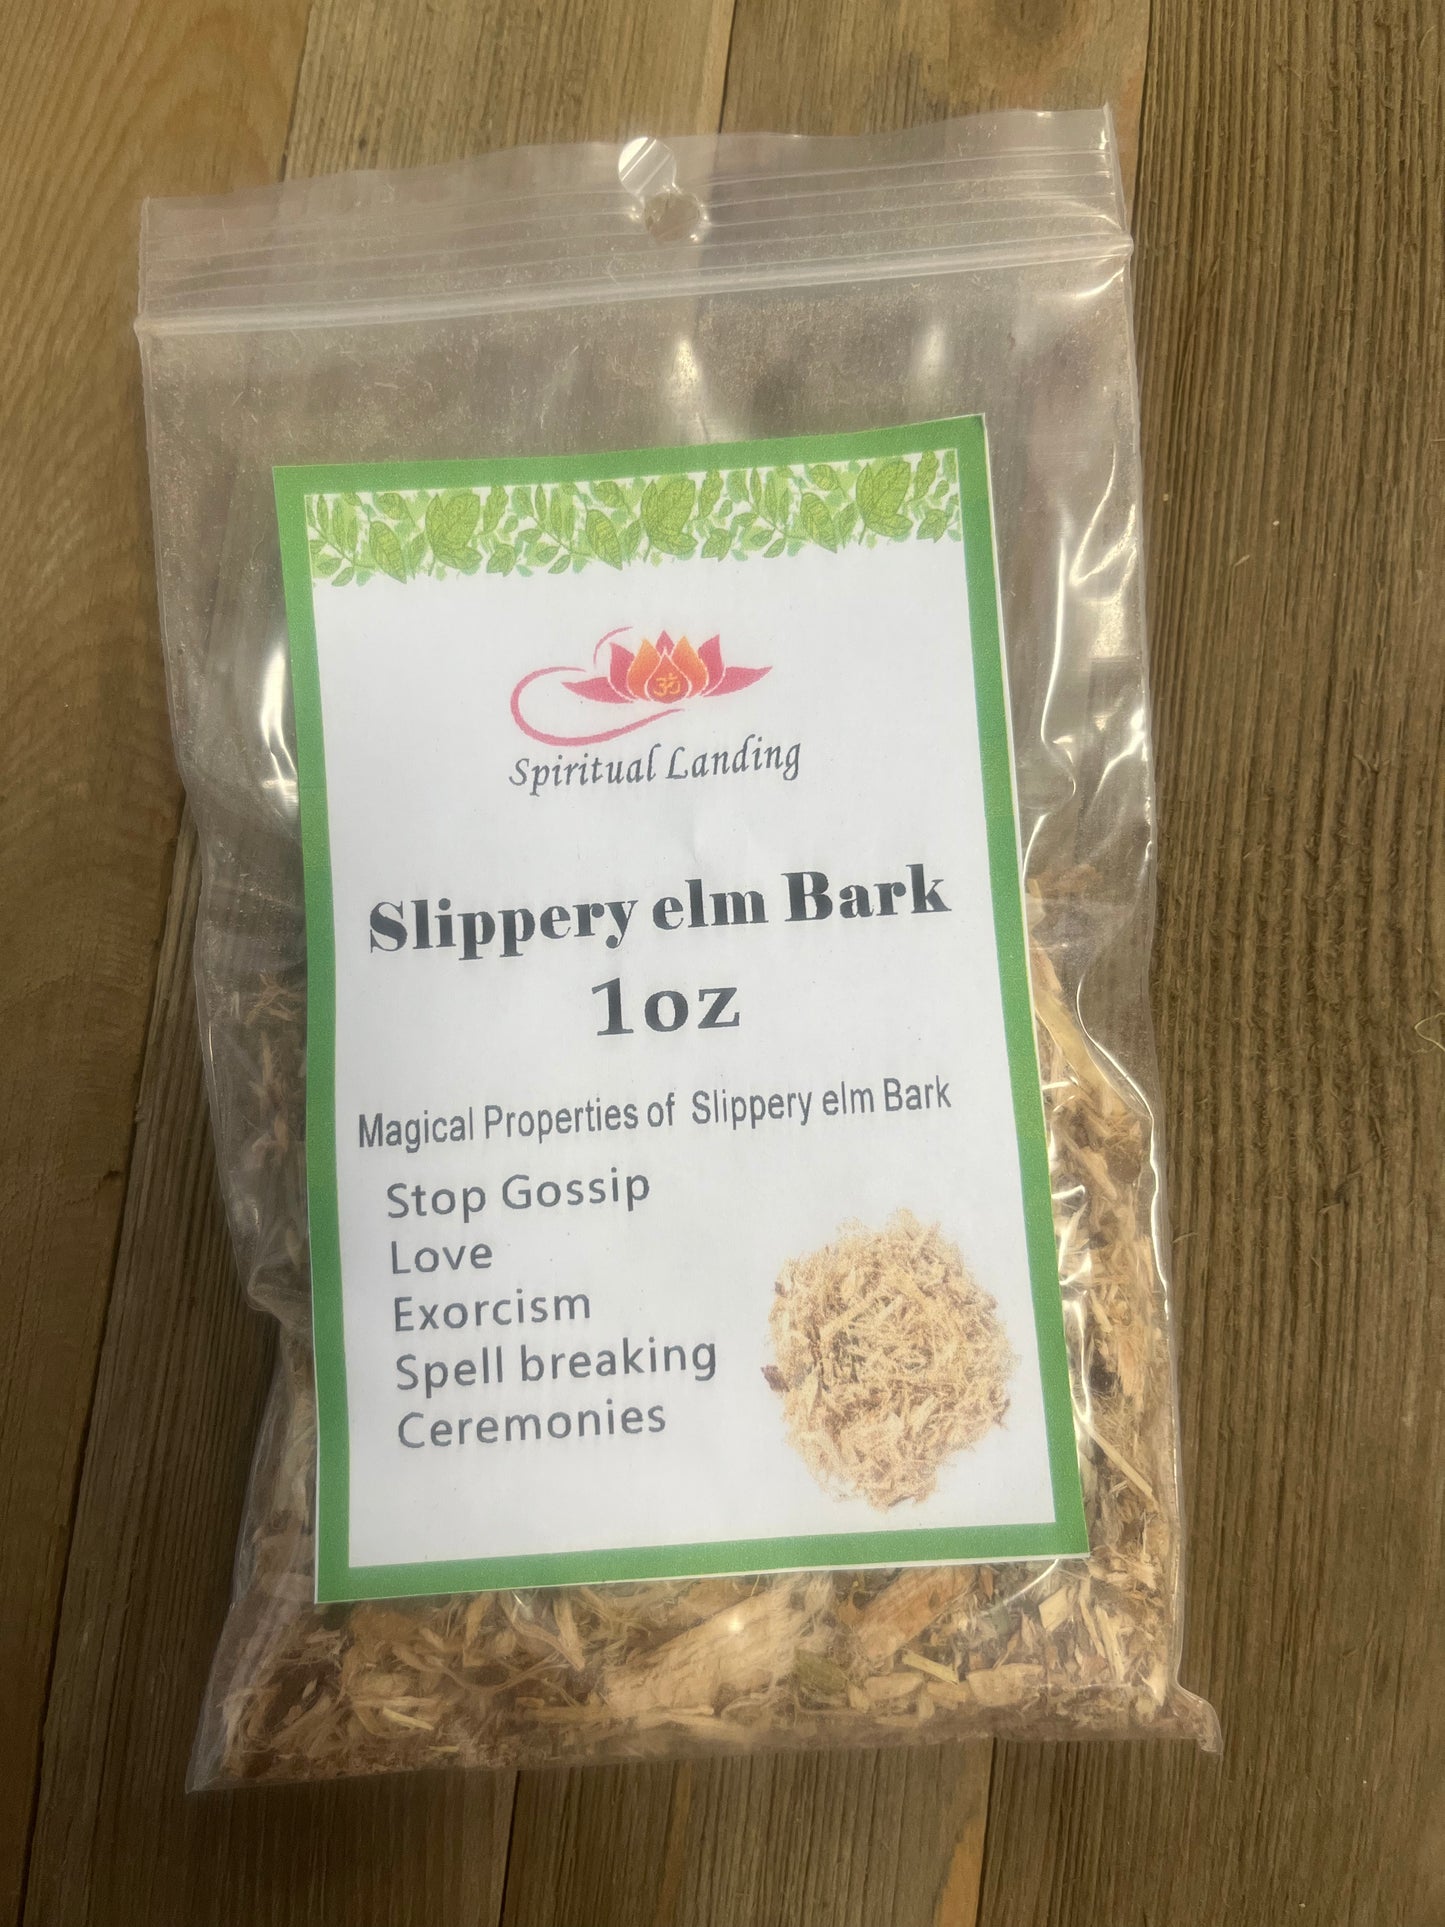 ॐ
Spiritual Landing
Slippery elm Bark
1oz
Magical Properties of Slippery elm Bark
Stop Gossip
Love
Exorcism
Spell breaking
Ceremonies